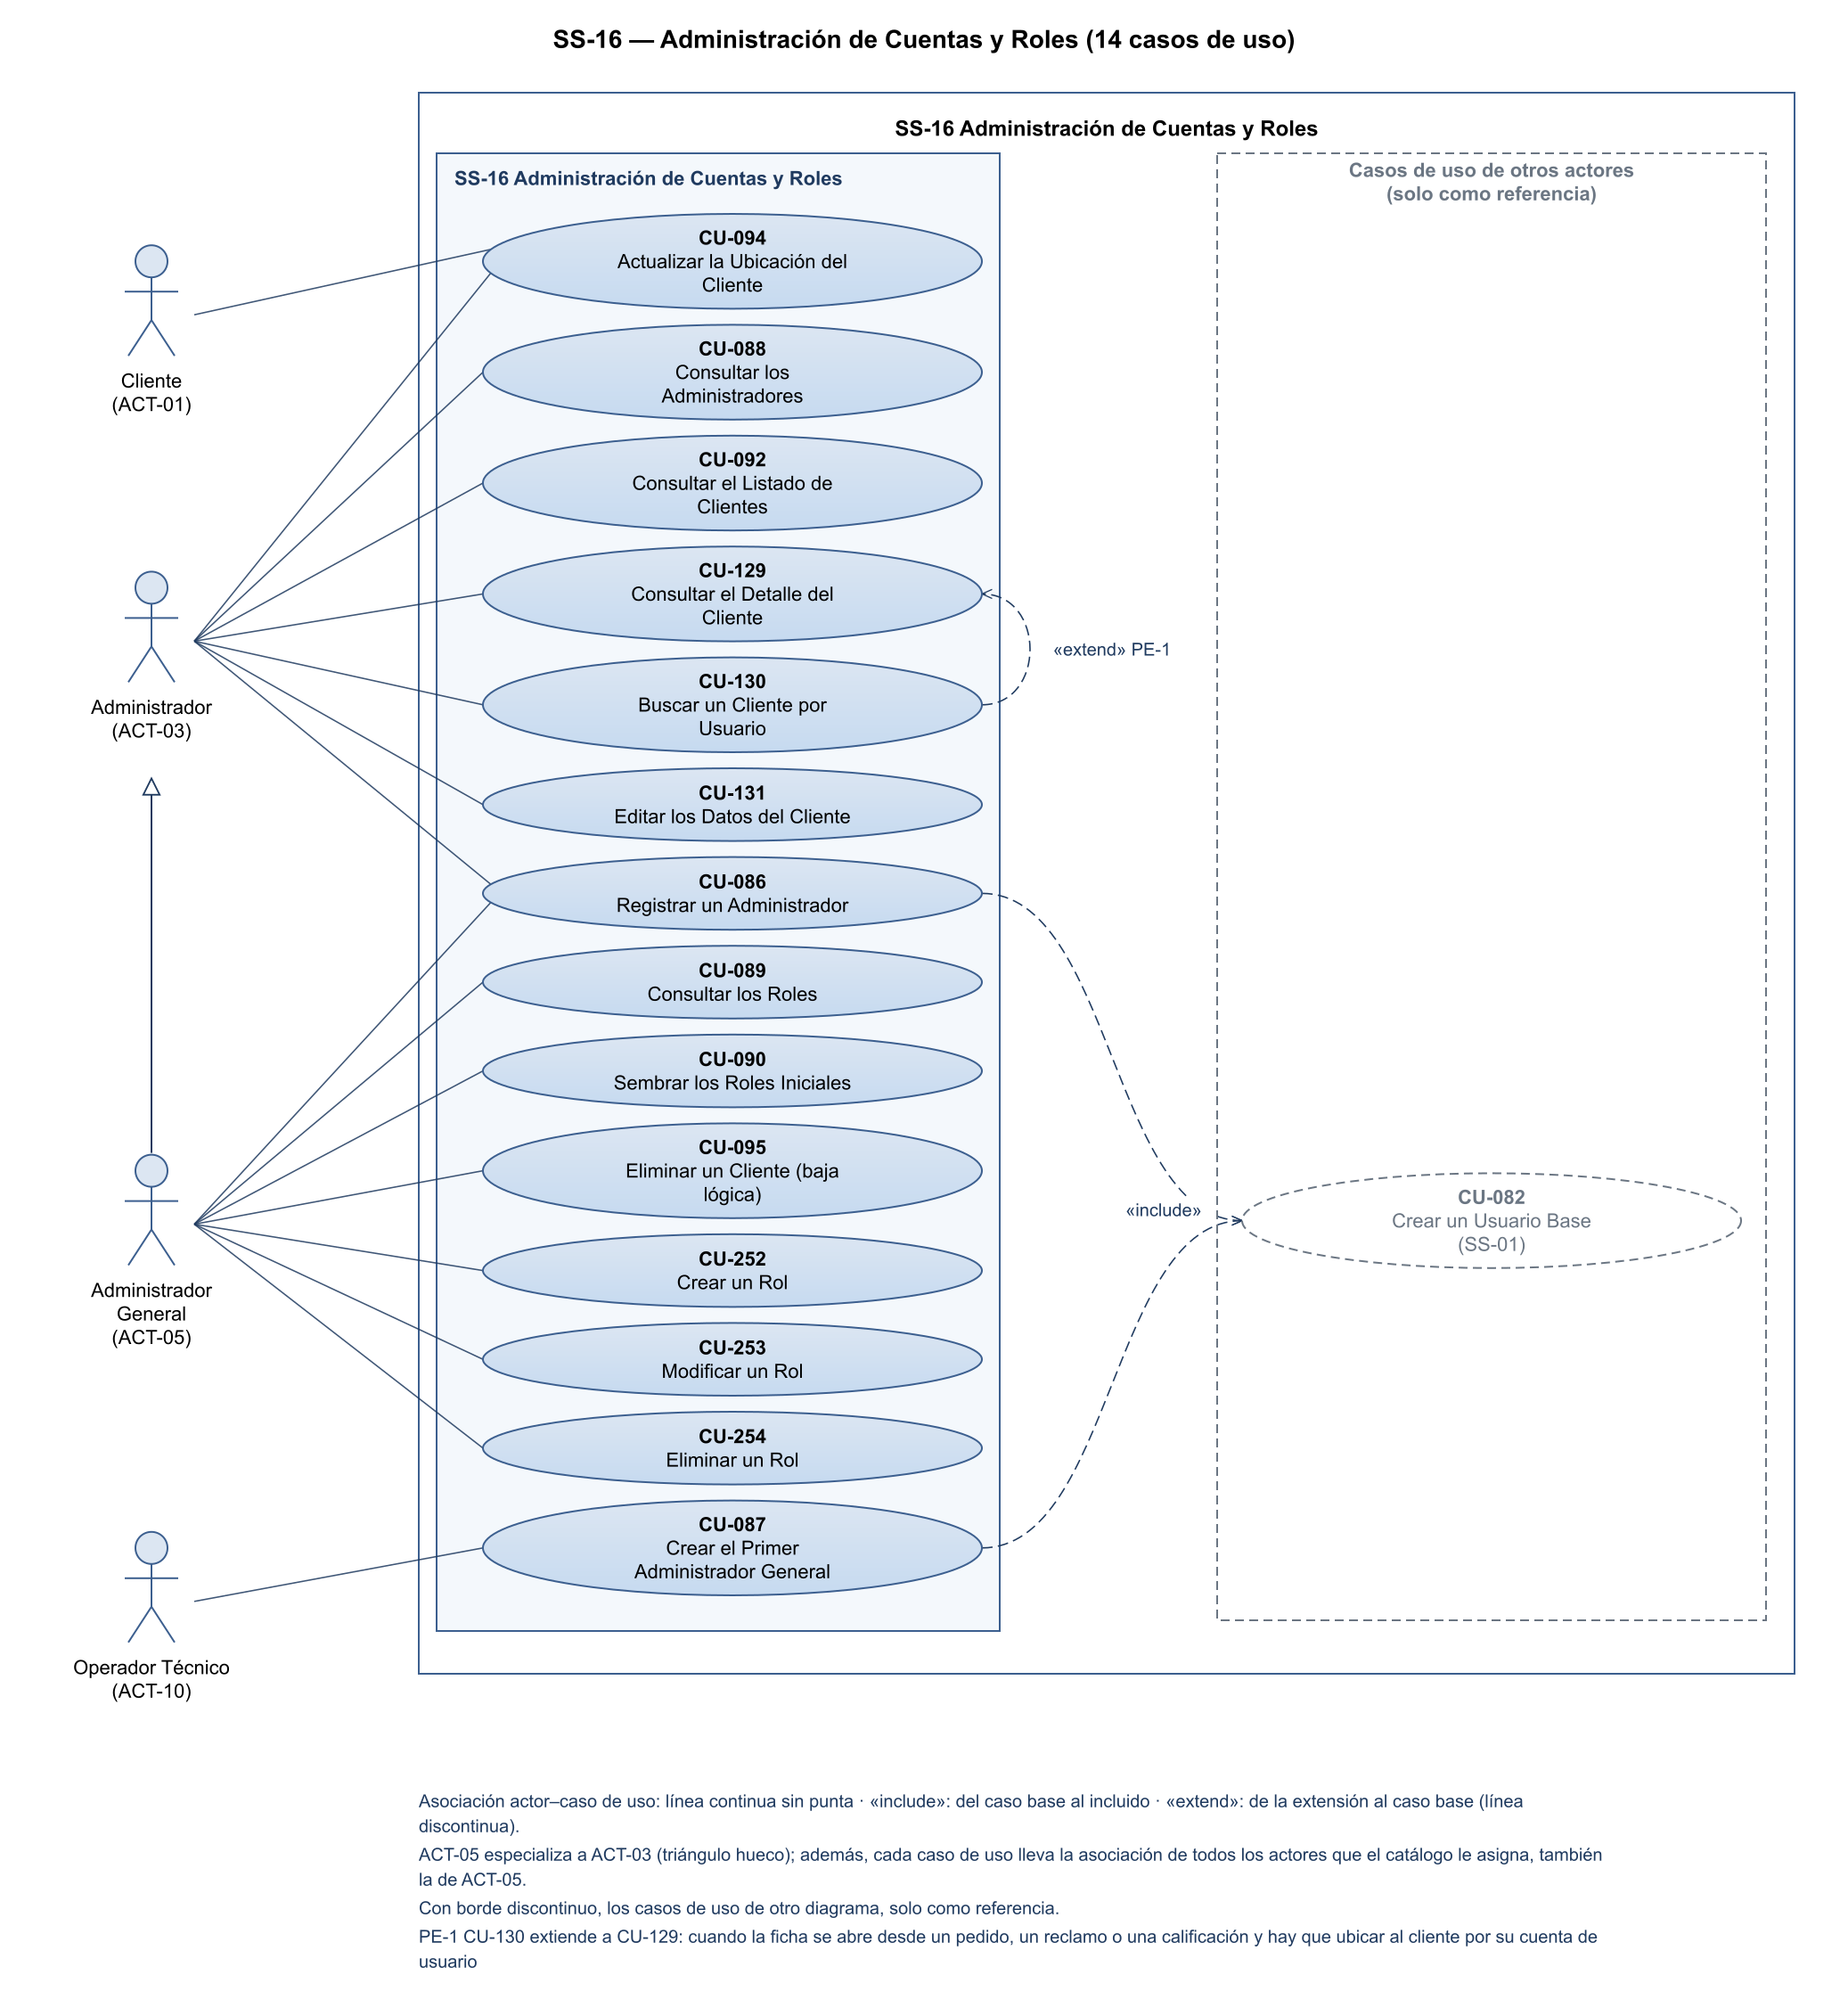 SS-16 — Administración de Cuentas y Roles (14 casos de uso)
SS-16 Administración de Cuentas y Roles
SS-16 Administración de Cuentas y Roles
Casos de uso de otros actores
(solo como referencia)
CU-094
Actualizar la Ubicación del
Cliente
Cliente
(ACT-01)
CU-088
Consultar los
Administradores
CU-092
Consultar el Listado de
Clientes
CU-129
Consultar el Detalle del
Cliente
«extend» PE-1
CU-130
Buscar un Cliente por
Usuario
Administrador
(ACT-03)
CU-131
Editar los Datos del Cliente
CU-086
Registrar un Administrador
CU-089
Consultar los Roles
CU-090
Sembrar los Roles Iniciales
CU-095
Eliminar un Cliente (baja
lógica)
«include»
CU-082
Crear un Usuario Base
(SS-01)
CU-252
Crear un Rol
Administrador
General
(ACT-05)
CU-253
Modificar un Rol
CU-254
Eliminar un Rol
CU-087
Crear el Primer
Administrador General
Operador Técnico
(ACT-10)
Asociación actor–caso de uso: línea continua sin punta · «include»: del caso base al incluido · «extend»: de la extensión al caso base (línea
discontinua).
ACT-05 especializa a ACT-03 (triángulo hueco); además, cada caso de uso lleva la asociación de todos los actores que el catálogo le asigna, también
la de ACT-05.
Con borde discontinuo, los casos de uso de otro diagrama, solo como referencia.
PE-1 CU-130 extiende a CU-129: cuando la ficha se abre desde un pedido, un reclamo o una calificación y hay que ubicar al cliente por su cuenta de
usuario